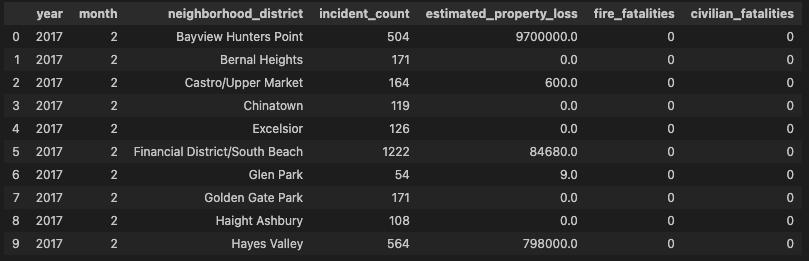 year month neighborhood_district incident_count estimated_property_loss fire_fatalities civilian_fatalities
0 2017 2 Bayview Hunters Point 504 9700000.0 0 0
1 2017 2 Bernal Heights 171 0.0 0 0
2 2017 2 Castro/Upper Market 164 600.0 0 0
3 2017 2 Chinatown 119 0.0 0 0
4 2017 2 Excelsior 126 0.0 0 0
5 2017 2 Financial District/South Beach 1222 84680.0 0 0
6 2017 2 Glen Park 54 9.0 0 0
7 2017 2 Golden Gate Park 171 0.0 0 0
8 2017 2 Haight Ashbury 108 0.0 0 0
9 2017 2 Hayes Valley 564 798000.0 0 0